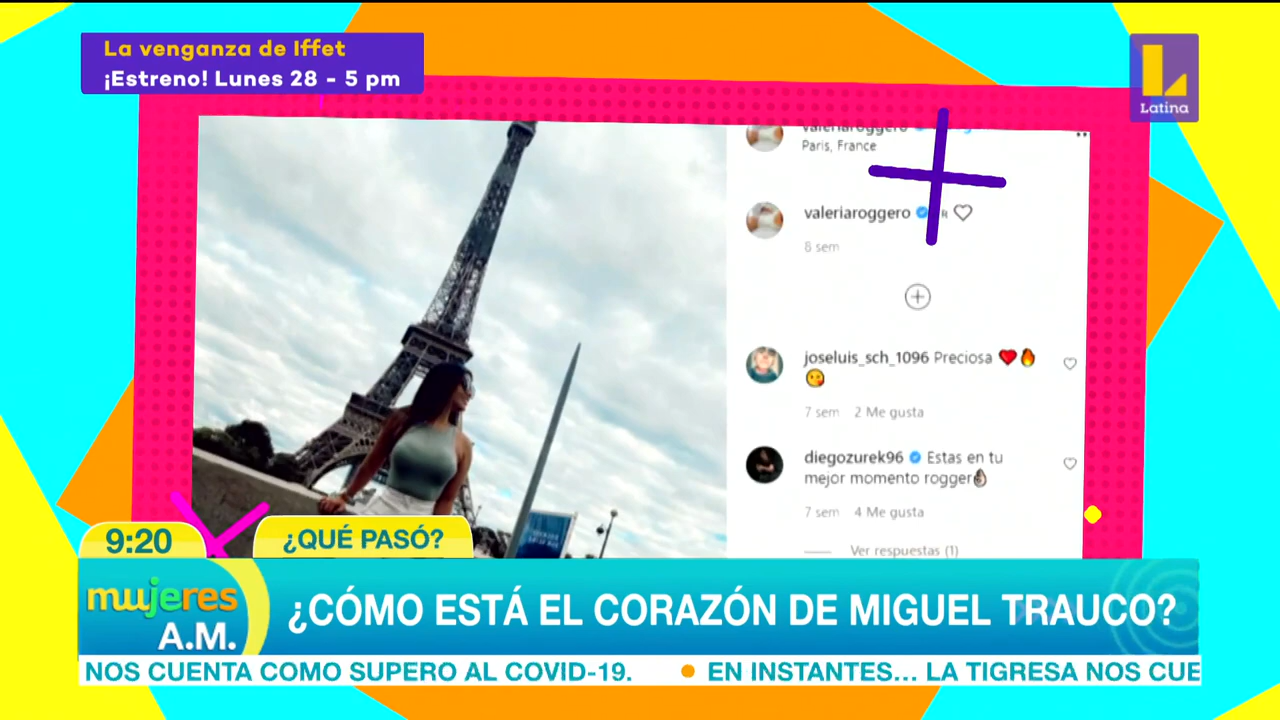 La venganza de Iffet
¡Estreno! Lunes 28 - 5 pm
Latina
valeriaroggero
Paris, France
valeriaroggero
8 sem
joseluis_sch_1096 Preciosa ❤️🔥
😘
7 sem 2 Me gusta
diegozurek96 Estas en tu
mejor momento rogger👌
7 sem 4 Me gusta
Ver respuestas (1)
9:20
¿QUÉ PASÓ?
mujeres
A.M.
¿CÓMO ESTÁ EL CORAZÓN DE MIGUEL TRAUCO?
NOS CUENTA COMO SUPERO AL COVID-19. • EN INSTANTES... LA TIGRESA NOS CUE